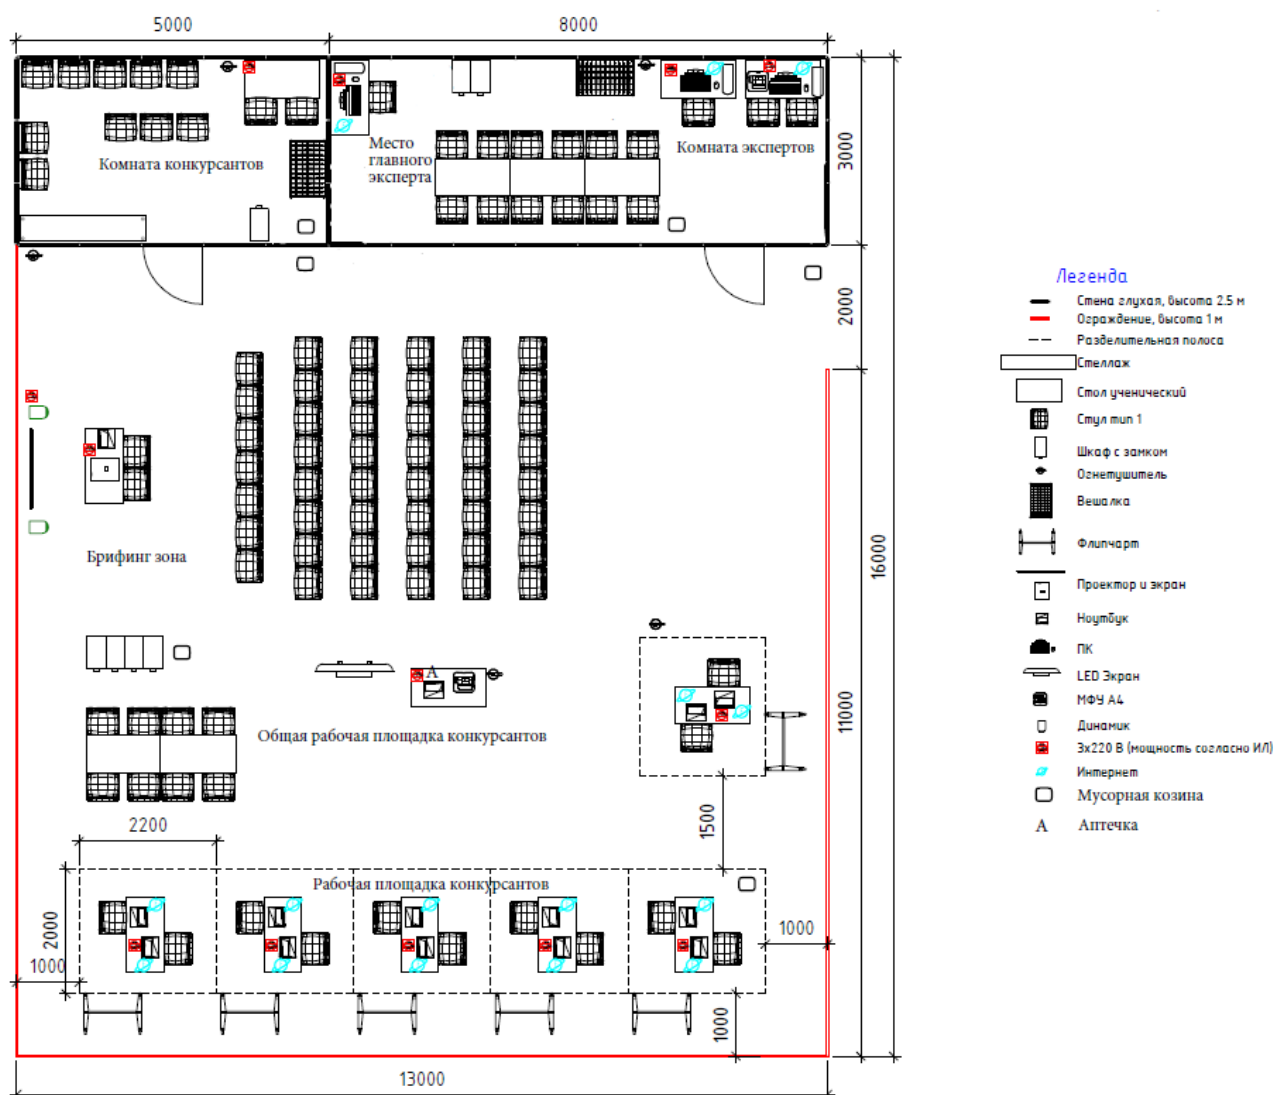 5000
8000
Комната конкурсантов
Место
главного
эксперта
Комната экспертов
3000
2000
16000
11000
Брифинг зона
А
Общая рабочая площадка конкурсантов
1500
2200
Рабочая площадка конкурсантов
2000
1000
1000
1000
13000
Легенда
Стена глухая, высота 2.5 м
Ограждение, высота 1 м
Разделительная полоса
Стеллаж
Стол ученический
Стул тип 1
Шкаф с замком
Огнетушитель
Вешалка
Флипчарт
Проектор и экран
Ноутбук
ПК
LED Экран
МФУ А4
Динамик
3х220 В (мощность согласно ИЛ)
Интернет
Мусорная козина
А Аптечка